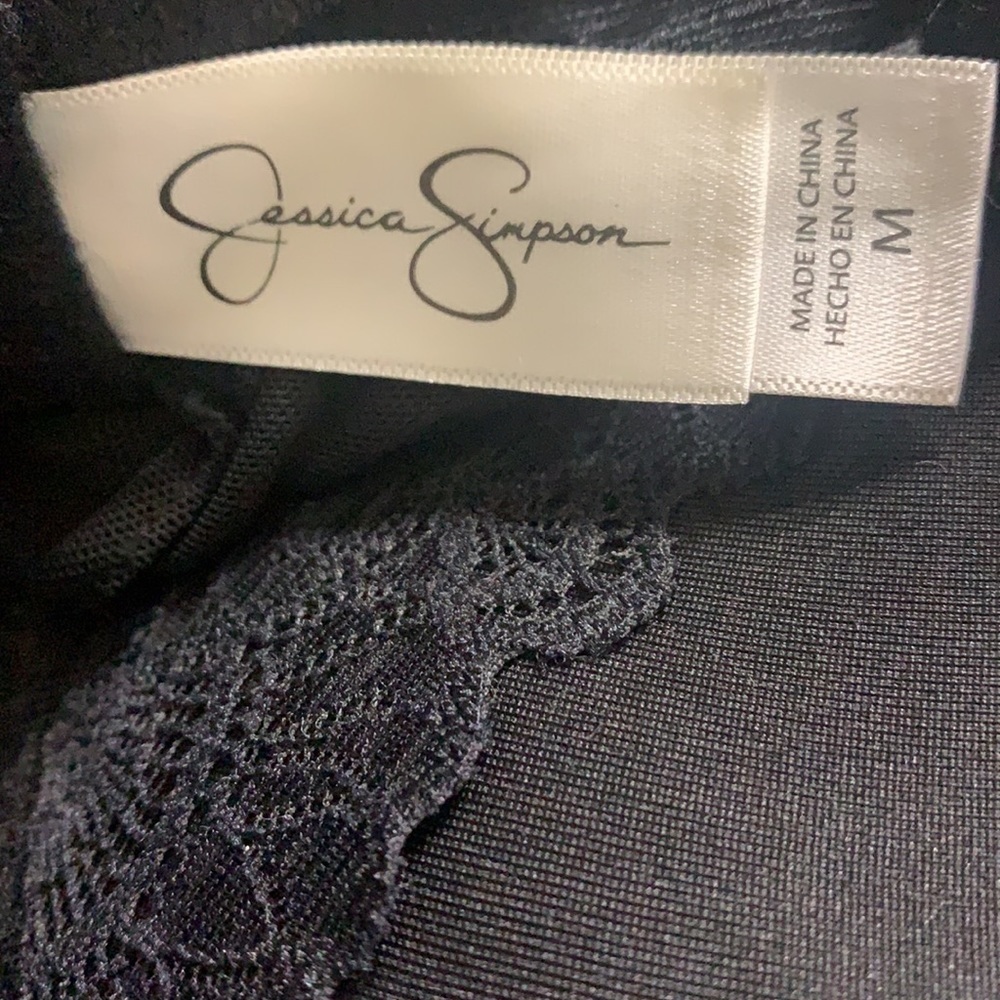 Jessica Simpson
MADE IN CHINA
HECHO EN CHINA
M